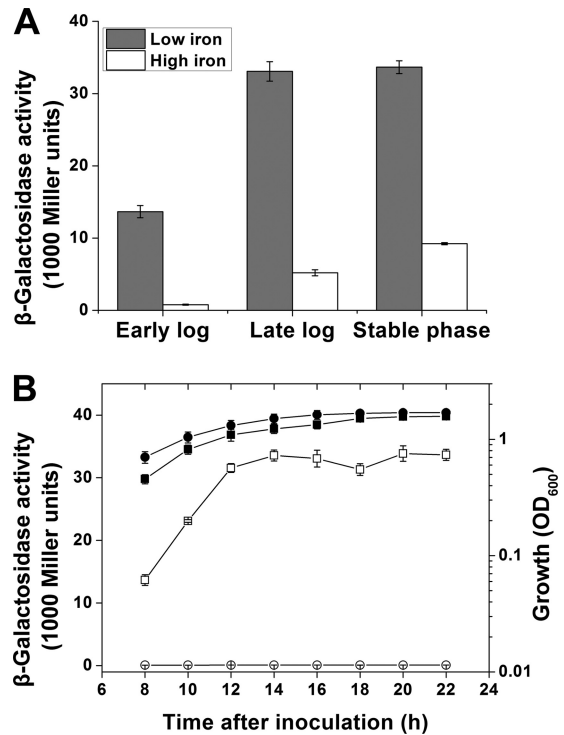 A
40
30
20
10
0
β-Galactosidase activity
(1000 Miller units)
Low iron
High iron
Early log
Late log
Stable phase
B
40
30
20
10
0
β-Galactosidase activity
(1000 Miller units)
1
0.1
0.01
Growth (OD600)
6
8
10
12
14
16
18
20
22
24
Time after inoculation (h)